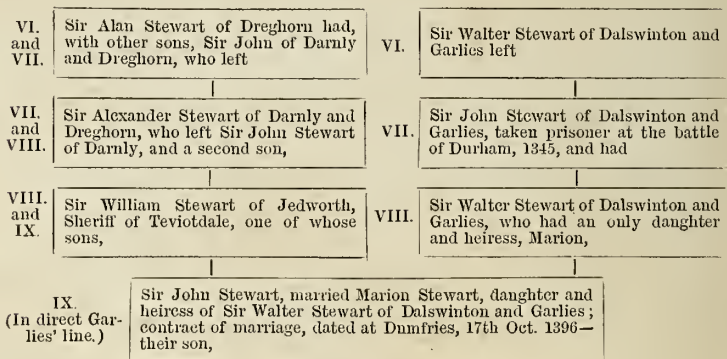 VI.
and
VII.
Sir Alan Stewart of Dreghorn had,
with other sons, Sir John of Darnly
and Dreghorn, who left
VI.
Sir Walter Stewart of Dalswinton and
Garlies left
VII.
and
VIII.
Sir Alexander Stewart of Darnly and
Dreghorn, who left Sir John Stewart
of Darnly, and a second son,
VII.
Sir John Stewart of Dalswinton and
Garlies, taken prisoner at the battle
of Durham, 1345, and had
VIII.
and
IX.
Sir William Stewart of Jedworth,
Sheriff of Teviotdale, one of whose
sons,
VIII.
Sir Walter Stewart of Dalswinton and
Garlies, who had an only daughter
and heiress, Marion,
IX.
(In direct Gar-
lies' line.)
Sir John Stewart, married Marion Stewart, daughter and
heiress of Sir Walter Stewart of Dalswinton and Garlies;
contract of marriage, dated at Dumfries, 17th Oct. 1396—
their son,